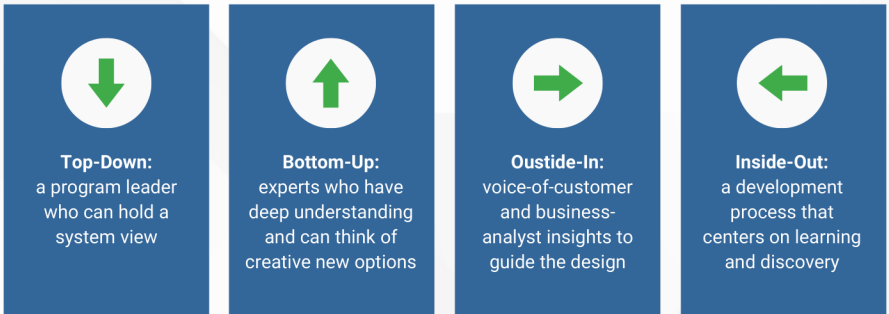 Top-Down:
a program leader
who can hold a
system view
Bottom-Up:
experts who have
deep understanding
and can think of
creative new options
Oustide-In:
voice-of-customer
and business-
analyst insights to
guide the design
Inside-Out:
a development
process that
centers on learning
and discovery